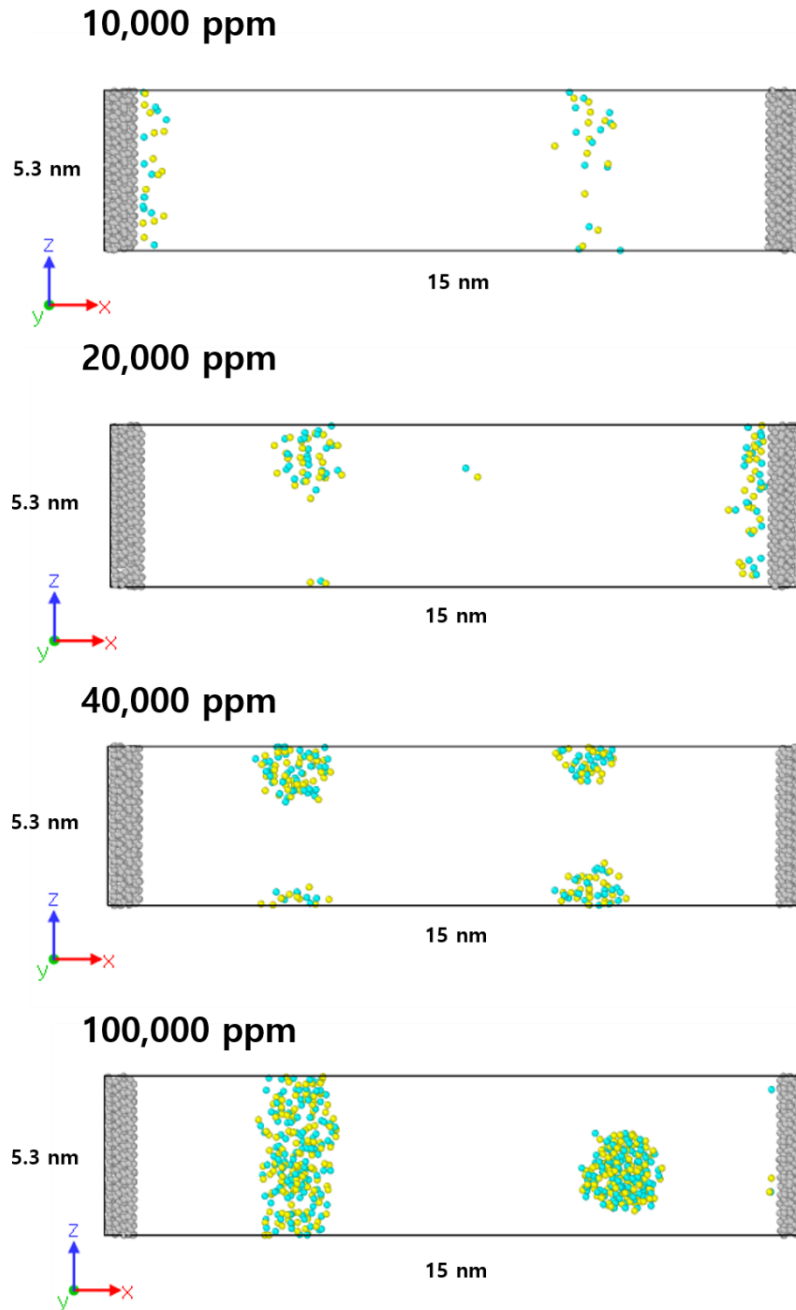 10,000 ppm
5.3 nm
15 nm
z
y
x
20,000 ppm
5.3 nm
15 nm
z
y
x
40,000 ppm
5.3 nm
15 nm
z
y
x
100,000 ppm
5.3 nm
15 nm
z
y
x